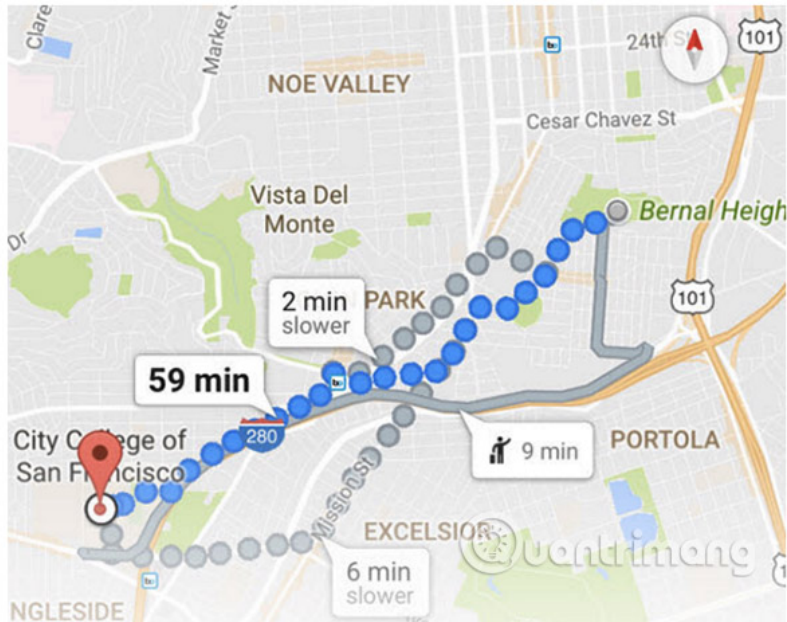 Clare
Market S
24th St
101
NOE VALLEY
Cesar Chavez St
Vista Del
Monte
Dr
Bernal Heigh
2 min
slower
PARK
101
59 min
280
City College of
San Francisco
9 min
PORTOLA
Mission St
EXCELSIOR
Quantrimang
6 min
slower
1
NGLESIDE